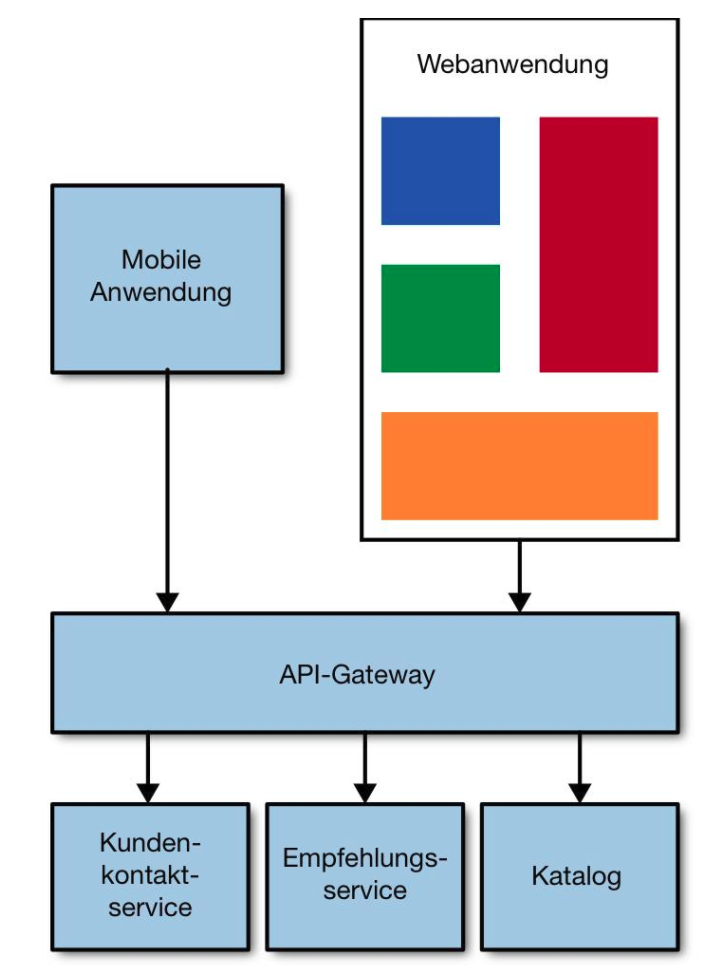 Webanwendung
Mobile
Anwendung
API-Gateway
Kunden-
kontakt-
service
Empfehlungs-
service
Katalog